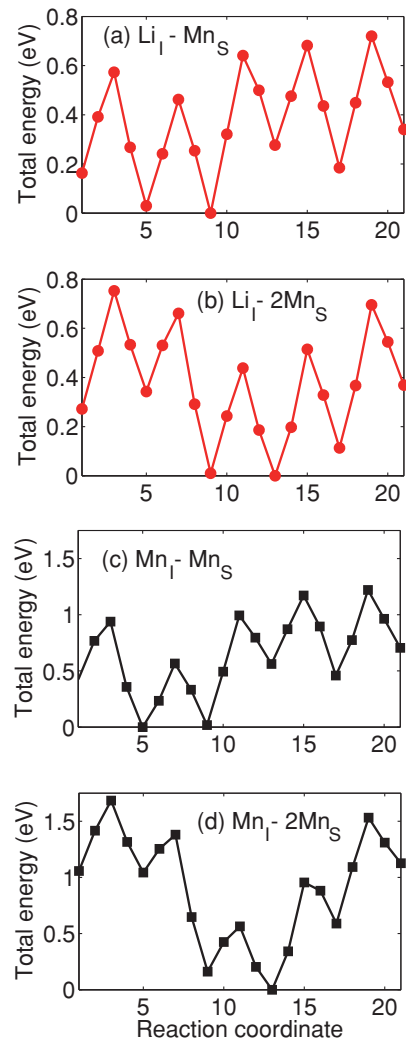 (a) Li_I - Mn_S
Total energy (eV)
0.8
0.6
0.4
0.2
0
5 10 15 20
(b) Li_I - 2Mn_S
Total energy (eV)
0.8
0.6
0.4
0.2
0
5 10 15 20
(c) Mn_I - Mn_S
Total energy (eV)
1.5
1
0.5
0
5 10 15 20
(d) Mn_I - 2Mn_S
Total energy (eV)
1.5
1
0.5
0
5 10 15 20
Reaction coordinate